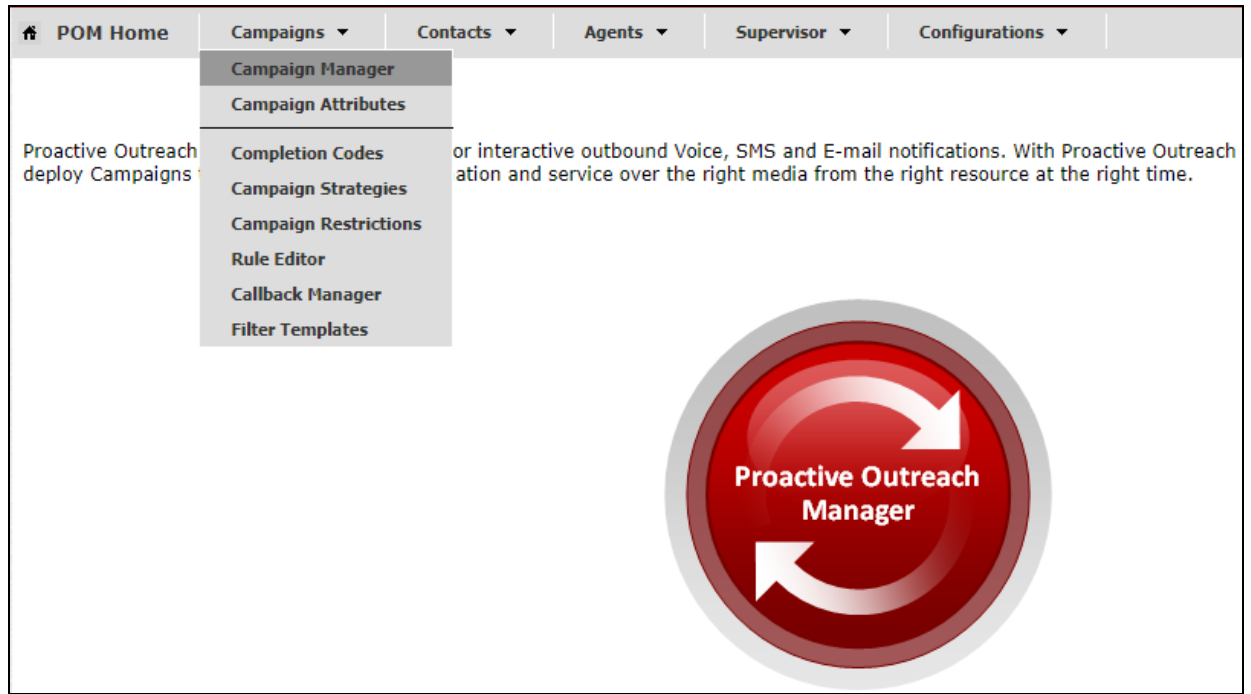 POM Home Campaigns Contacts Agents Supervisor Configurations
Campaign Manager
Campaign Attributes
Proactive Outreach Completion Codes or interactive outbound Voice, SMS and E-mail notifications. With Proactive Outreach
deploy Campaigns Campaign Strategies ation and service over the right media from the right resource at the right time.
Campaign Restrictions
Rule Editor
Callback Manager
Filter Templates
Proactive Outreach
Manager